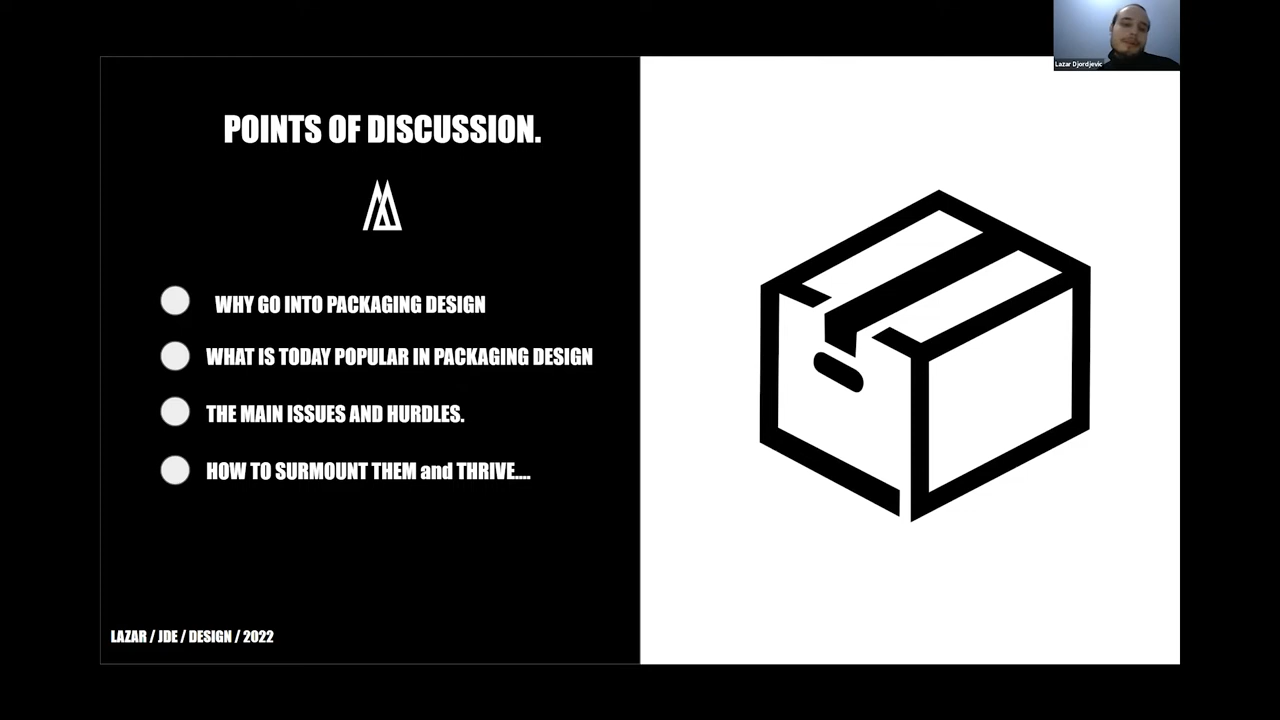 Lazar Djordjevic
POINTS OF DISCUSSION.
WHY GO INTO PACKAGING DESIGN
WHAT IS TODAY POPULAR IN PACKAGING DESIGN
THE MAIN ISSUES AND HURDLES.
HOW TO SURMOUNT THEM and THRIVE....
LAZAR / JDE / DESIGN / 2022